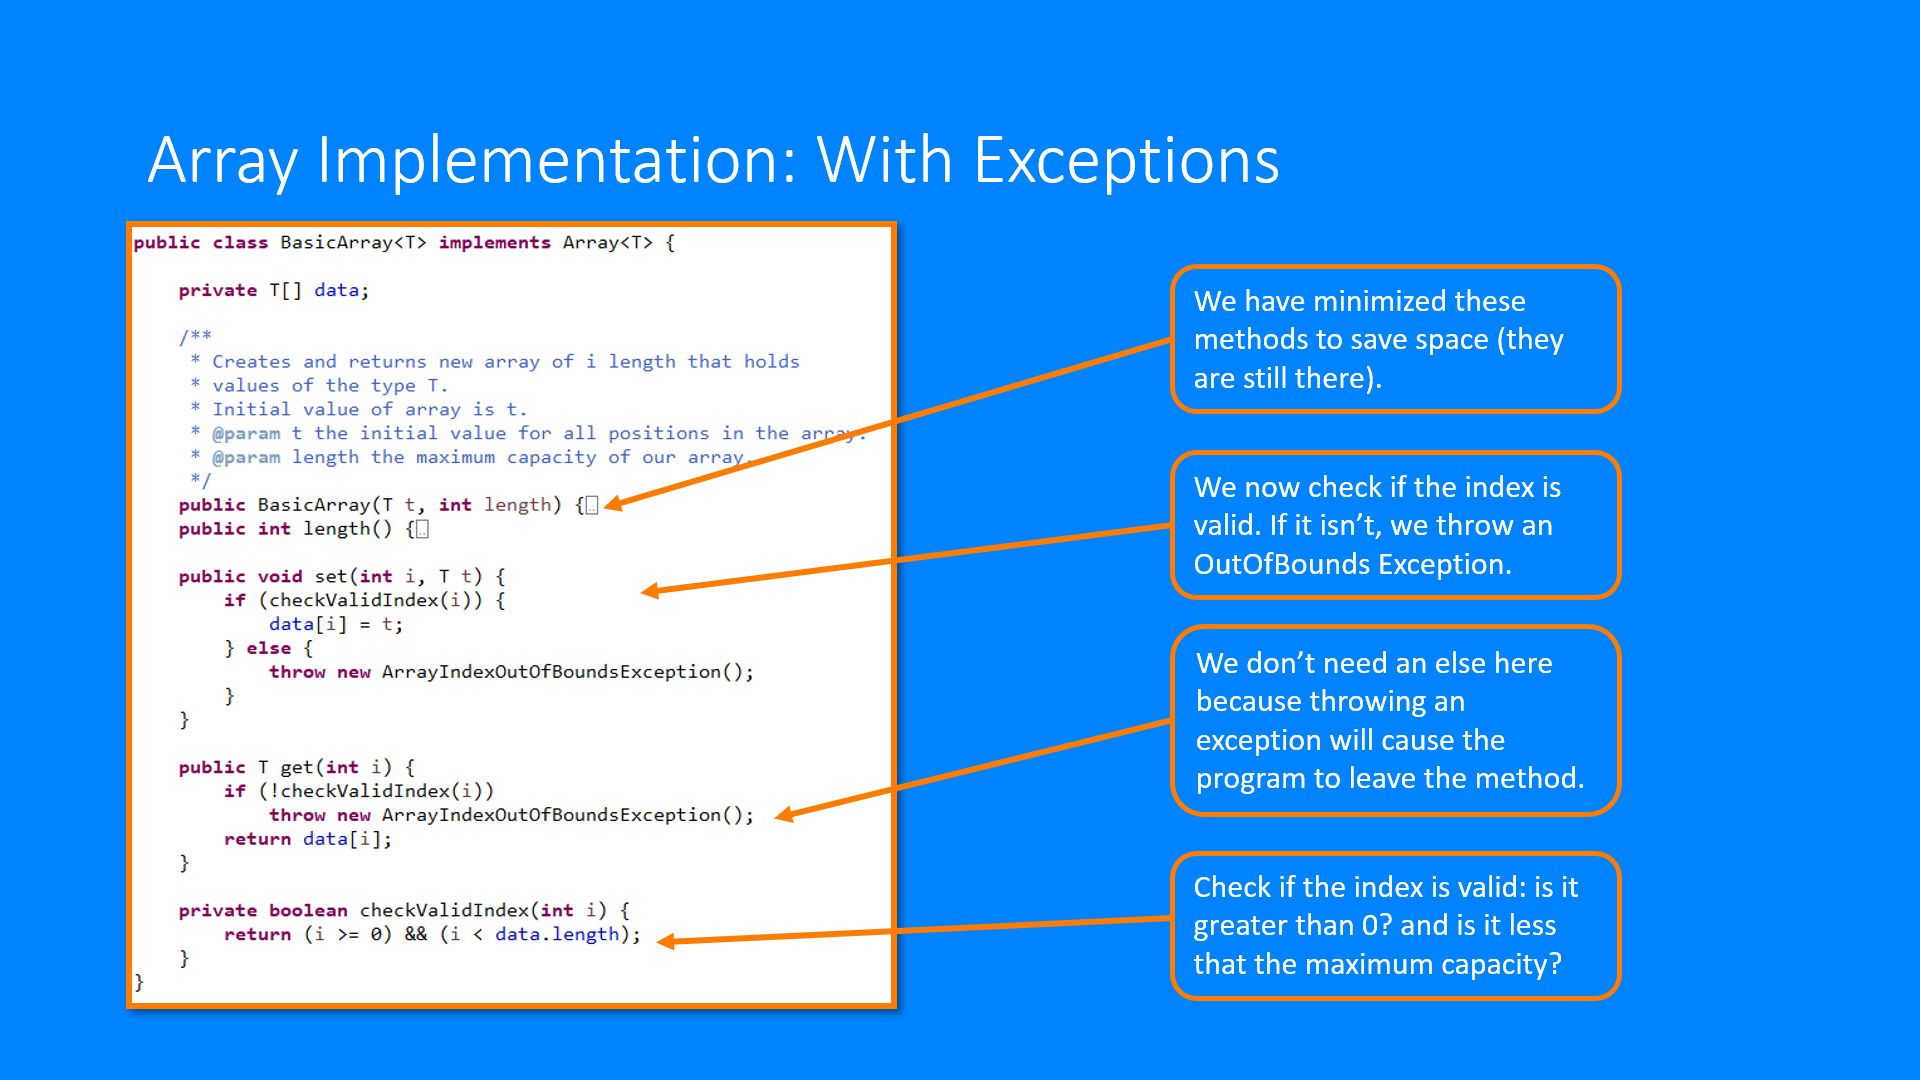 Array Implementation: With Exceptions
public class BasicArray<T> implements Array<T> {
private T[] data;
/**
* Creates and returns new array of i length that holds
* values of the type T.
* Initial value of array is t.
* @param t the initial value for all positions in the array.
* @param length the maximum capacity of our array.
*/
public BasicArray(T t, int length) {..
public int length() {..
public void set(int i, T t) {
if (checkValidIndex(i)) {
data[i] = t;
} else {
throw new ArrayIndexOutOfBoundsException();
}
}
public T get(int i) {
if (!checkValidIndex(i))
throw new ArrayIndexOutOfBoundsException();
return data[i];
}
private boolean checkValidIndex(int i) {
return (i >= 0) && (i < data.length);
}
}
We have minimized these
methods to save space (they
are still there).
We now check if the index is
valid. If it isn’t, we throw an
OutOfBounds Exception.
We don’t need an else here
because throwing an
exception will cause the
program to leave the method.
Check if the index is valid: is it
greater than 0? and is it less
that the maximum capacity?